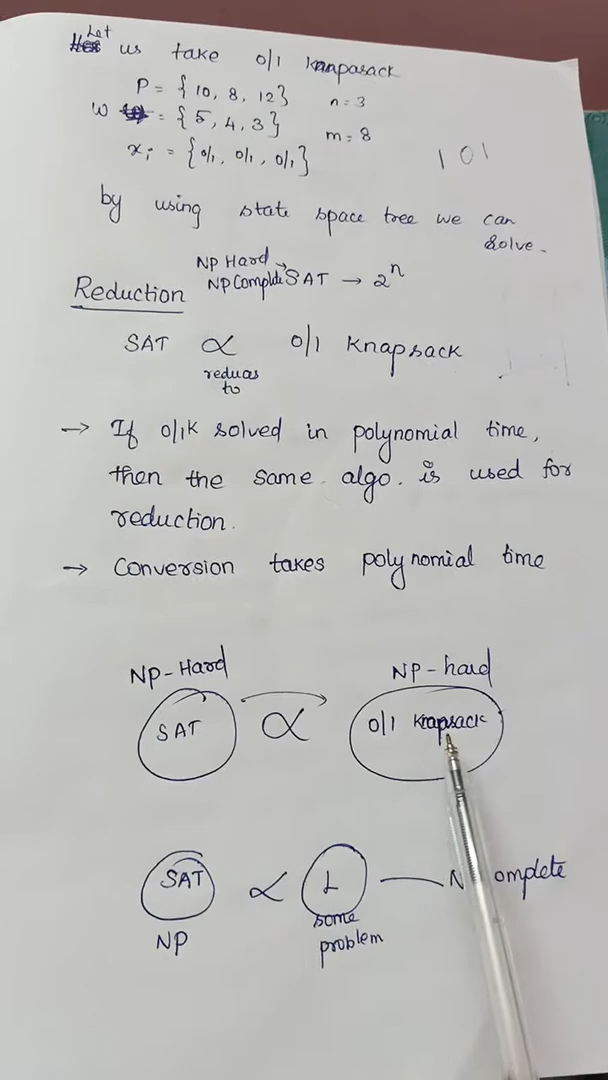 Let
us take 0/1 knapasack
P = {10, 8, 12} n = 3
w = {5, 4, 3} m = 8
xi = {0/1, 0/1, 0/1} 1 0 1
by using state space tree we can
solve.
NP Hard →
Reduction NP Complete SAT → 2^n
SAT ∝ 0/1 knapsack
reduces
to
→ If 0/1k solved in polynomial time,
then the same algo. is used for
reduction.
→ Conversion takes polynomial time
NP-Hard NP-hard
SAT ∝ 0/1 knapsack
SAT ∝ L — N omplete
some
NP problem